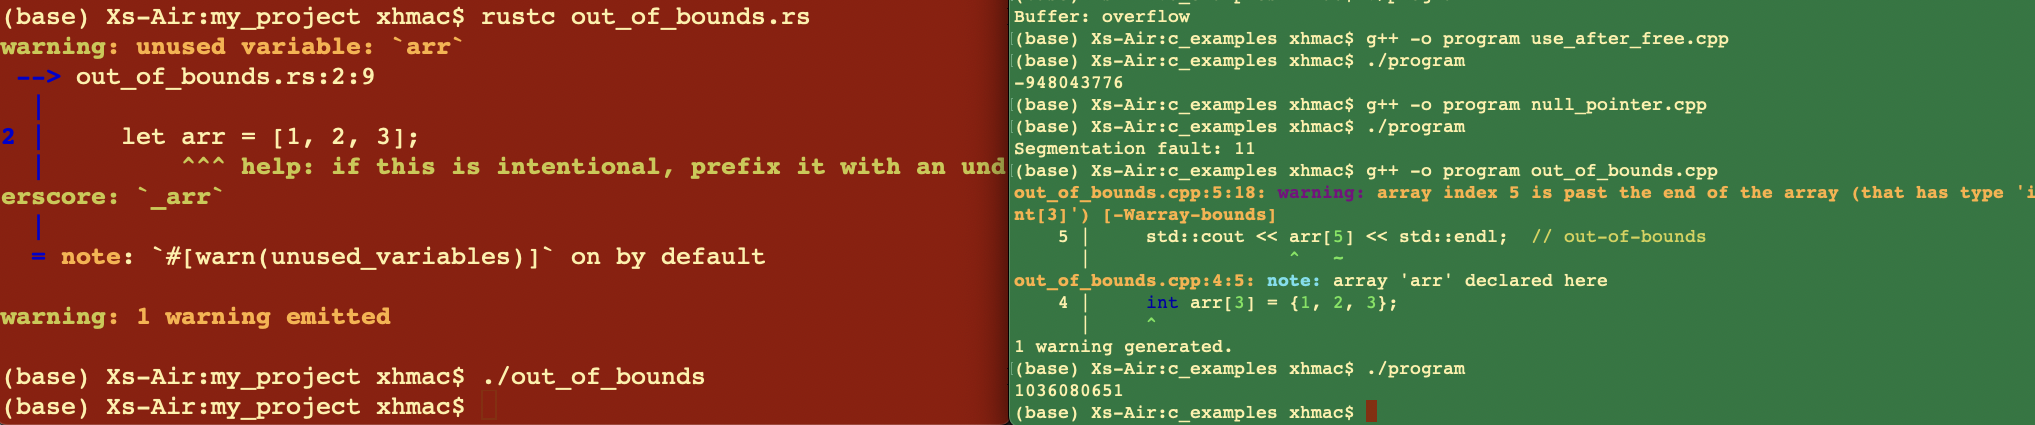 (base) Xs-Air:my_project xhmac$ rustc out_of_bounds.rs
warning: unused variable: `arr`
 --> out_of_bounds.rs:2:9
  |
2 |     let arr = [1, 2, 3];
  |         ^^^ help: if this is intentional, prefix it with an und
erscore: `_arr`
  |
  = note: `#[warn(unused_variables)]` on by default
warning: 1 warning emitted
(base) Xs-Air:my_project xhmac$ ./out_of_bounds
(base) Xs-Air:my_project xhmac$
Buffer: overflow
(base) Xs-Air:c_examples xhmac$ g++ -o program use_after_free.cpp
(base) Xs-Air:c_examples xhmac$ ./program
-948043776
(base) Xs-Air:c_examples xhmac$ g++ -o program null_pointer.cpp
(base) Xs-Air:c_examples xhmac$ ./program
Segmentation fault: 11
(base) Xs-Air:c_examples xhmac$ g++ -o program out_of_bounds.cpp
out_of_bounds.cpp:5:18: warning: array index 5 is past the end of the array (that has type 'i
nt[3]') [-Warray-bounds]
    5 |     std::cout << arr[5] << std::endl;  // out-of-bounds
      |                  ^   ~
out_of_bounds.cpp:4:5: note: array 'arr' declared here
    4 |     int arr[3] = {1, 2, 3};
      |     ^
1 warning generated.
(base) Xs-Air:c_examples xhmac$ ./program
1036080651
(base) Xs-Air:c_examples xhmac$